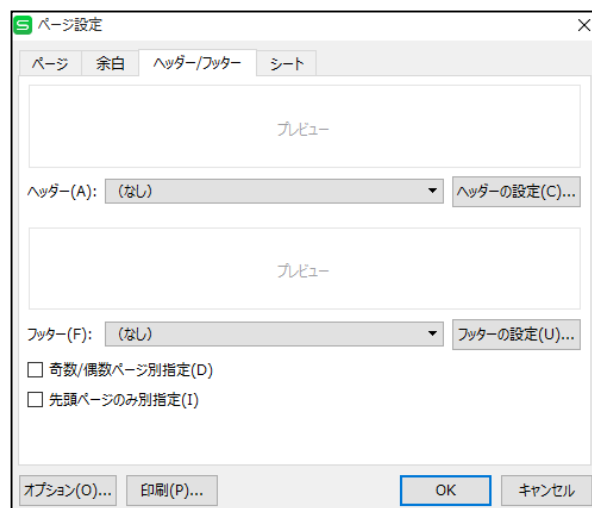 S ページ設定
ページ 余白 ヘッダー/フッター シート
プレビュー
ヘッダー(A): (なし) ヘッダーの設定(C)...
プレビュー
フッター(F): (なし) フッターの設定(U)...
奇数/偶数ページ別指定(D)
先頭ページのみ別指定(I)
オプション(O)... 印刷(P)... OK キャンセル